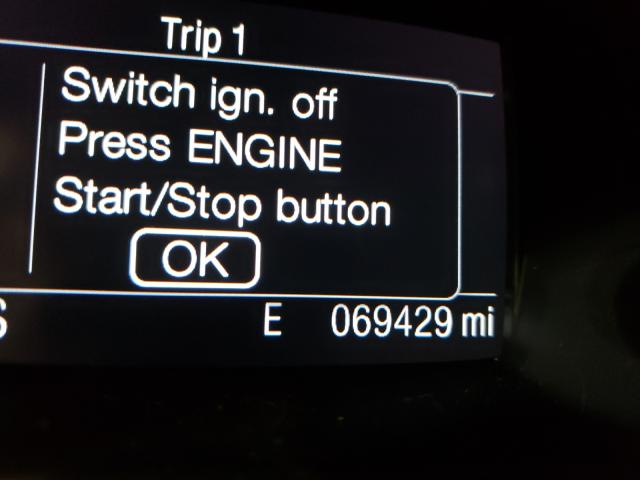 Trip 1
Switch ign. off
Press ENGINE
Start/Stop button
OK
S E 069429 mi